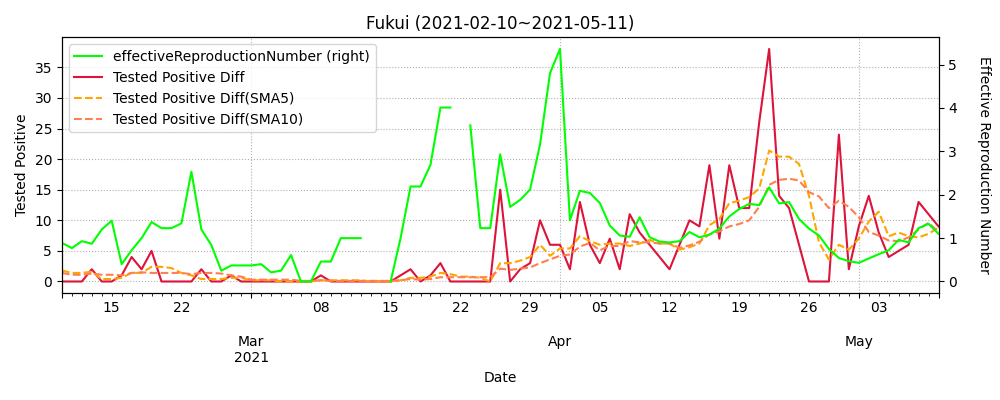 Fukui (2021-02-10~2021-05-11)
effectiveReproductionNumber (right)
Tested Positive Diff
Tested Positive Diff(SMA5)
Tested Positive Diff(SMA10)
Tested Positive
35
30
25
20
15
10
5
0
5
4
3
2
1
0
Effective Reproduction Number
15 22 08 15 22 29 05 12 19 26 03
Mar Apr May
2021
Date